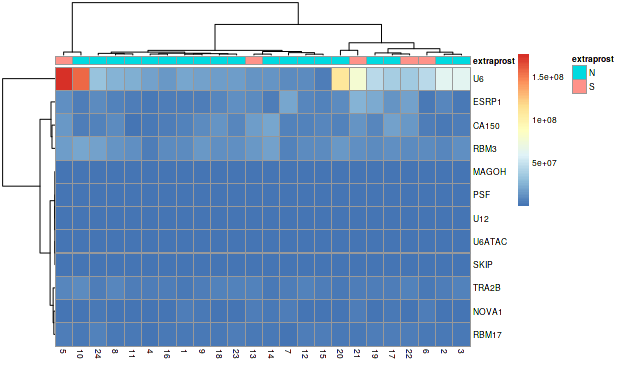 extraprost
U6
ESRP1
CA150
RBM3
MAGOH
PSF
U12
U6ATAC
SKIP
TRA2B
NOVA1
RBM17
5 10 24 8 11 4 16 1 9 18 23 13 14 7 12 15 20 21 19 17 22 6 2 3
1.5e+08
1e+08
5e+07
extraprost
N
S